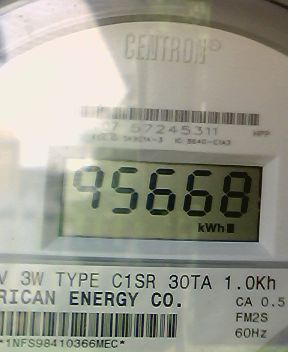 CENTRON®
57245311
HPP
95668
kWh
V 3W TYPE C1SR 30TA 1.0Kh
RICAN ENERGY CO.
CA 0.5
FM2S
60Hz
*1NFS98410366MEC*